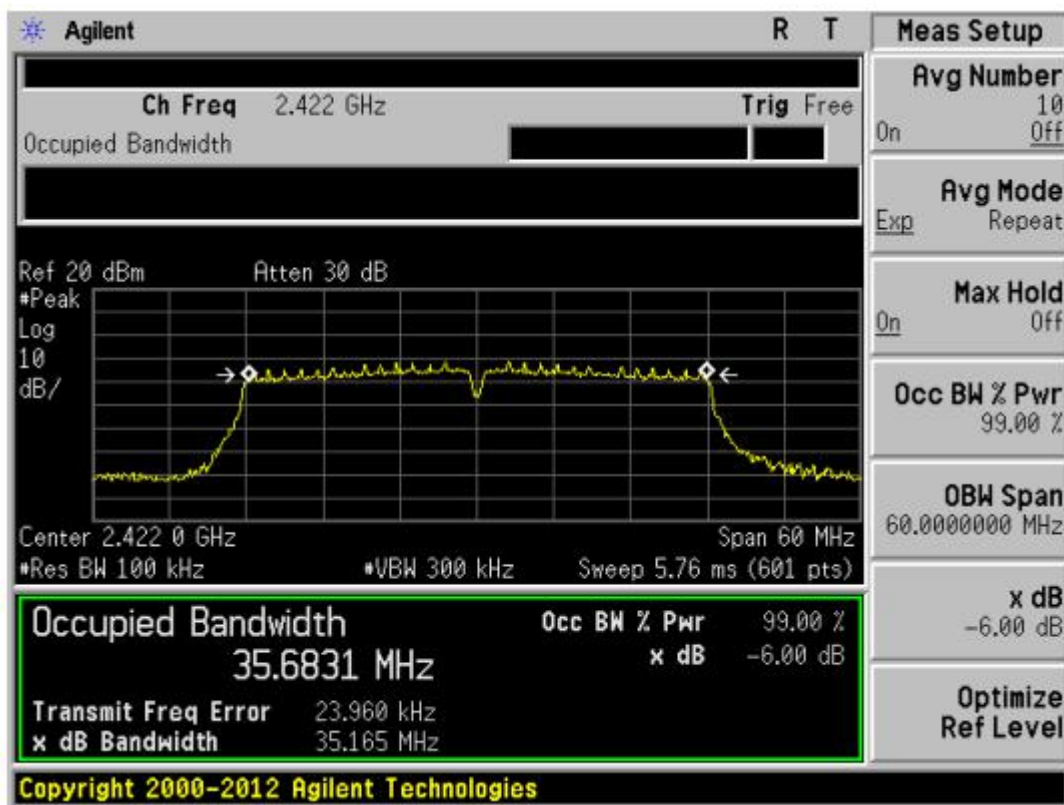 Agilent R T
Ch Freq 2.422 GHz Trig Free
Occupied Bandwidth
Ref 20 dBm Atten 30 dB
#Peak
Log
10
dB/
Center 2.422 0 GHz Span 60 MHz
#Res BW 100 kHz #VBW 300 kHz Sweep 5.76 ms (601 pts)
Occupied Bandwidth Occ BW % Pwr 99.00 %
35.6831 MHz x dB -6.00 dB
Transmit Freq Error 23.960 kHz
x dB Bandwidth 35.165 MHz
Copyright 2000-2012 Agilent Technologies
Meas Setup
Avg Number
10
On Off
Avg Mode
Exp Repeat
Max Hold
On Off
Occ BW % Pwr
99.00 %
OBW Span
60.0000000 MHz
x dB
-6.00 dB
Optimize
Ref Level